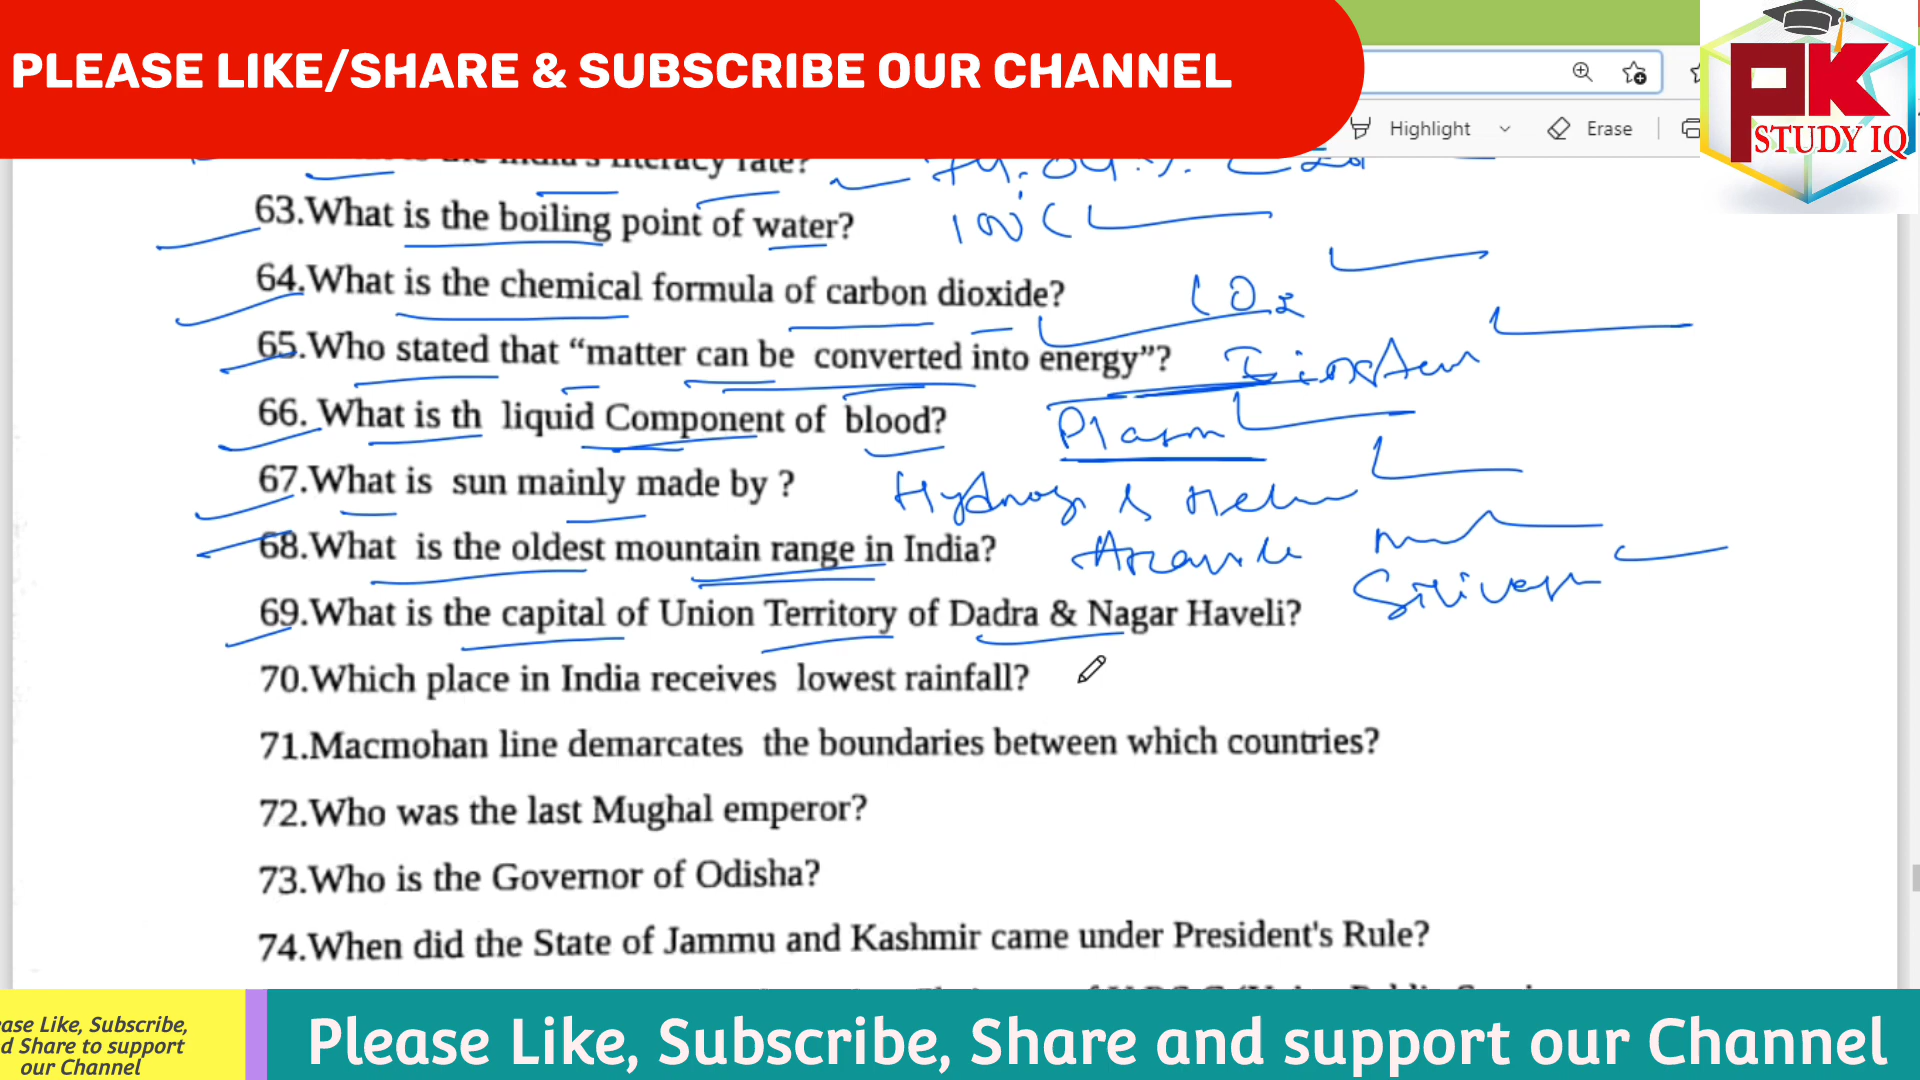 PLEASE LIKE/SHARE & SUBSCRIBE OUR CHANNEL
Highlight
Erase
PK
STUDY IQ
the India's literacy rate?
63.What is the boiling point of water? 100 C
64.What is the chemical formula of carbon dioxide? CO2
65.Who stated that “matter can be converted into energy”?
66. What is th liquid Component of blood? Plasm
67.What is sun mainly made by ?
68.What is the oldest mountain range in India?
69.What is the capital of Union Territory of Dadra & Nagar Haveli?
70.Which place in India receives lowest rainfall?
71.Macmohan line demarcates the boundaries between which countries?
72.Who was the last Mughal emperor?
73.Who is the Governor of Odisha?
74.When did the State of Jammu and Kashmir came under President's Rule?
ease Like, Subscribe,
d Share to support
our Channel
Please Like, Subscribe, Share and support our Channel